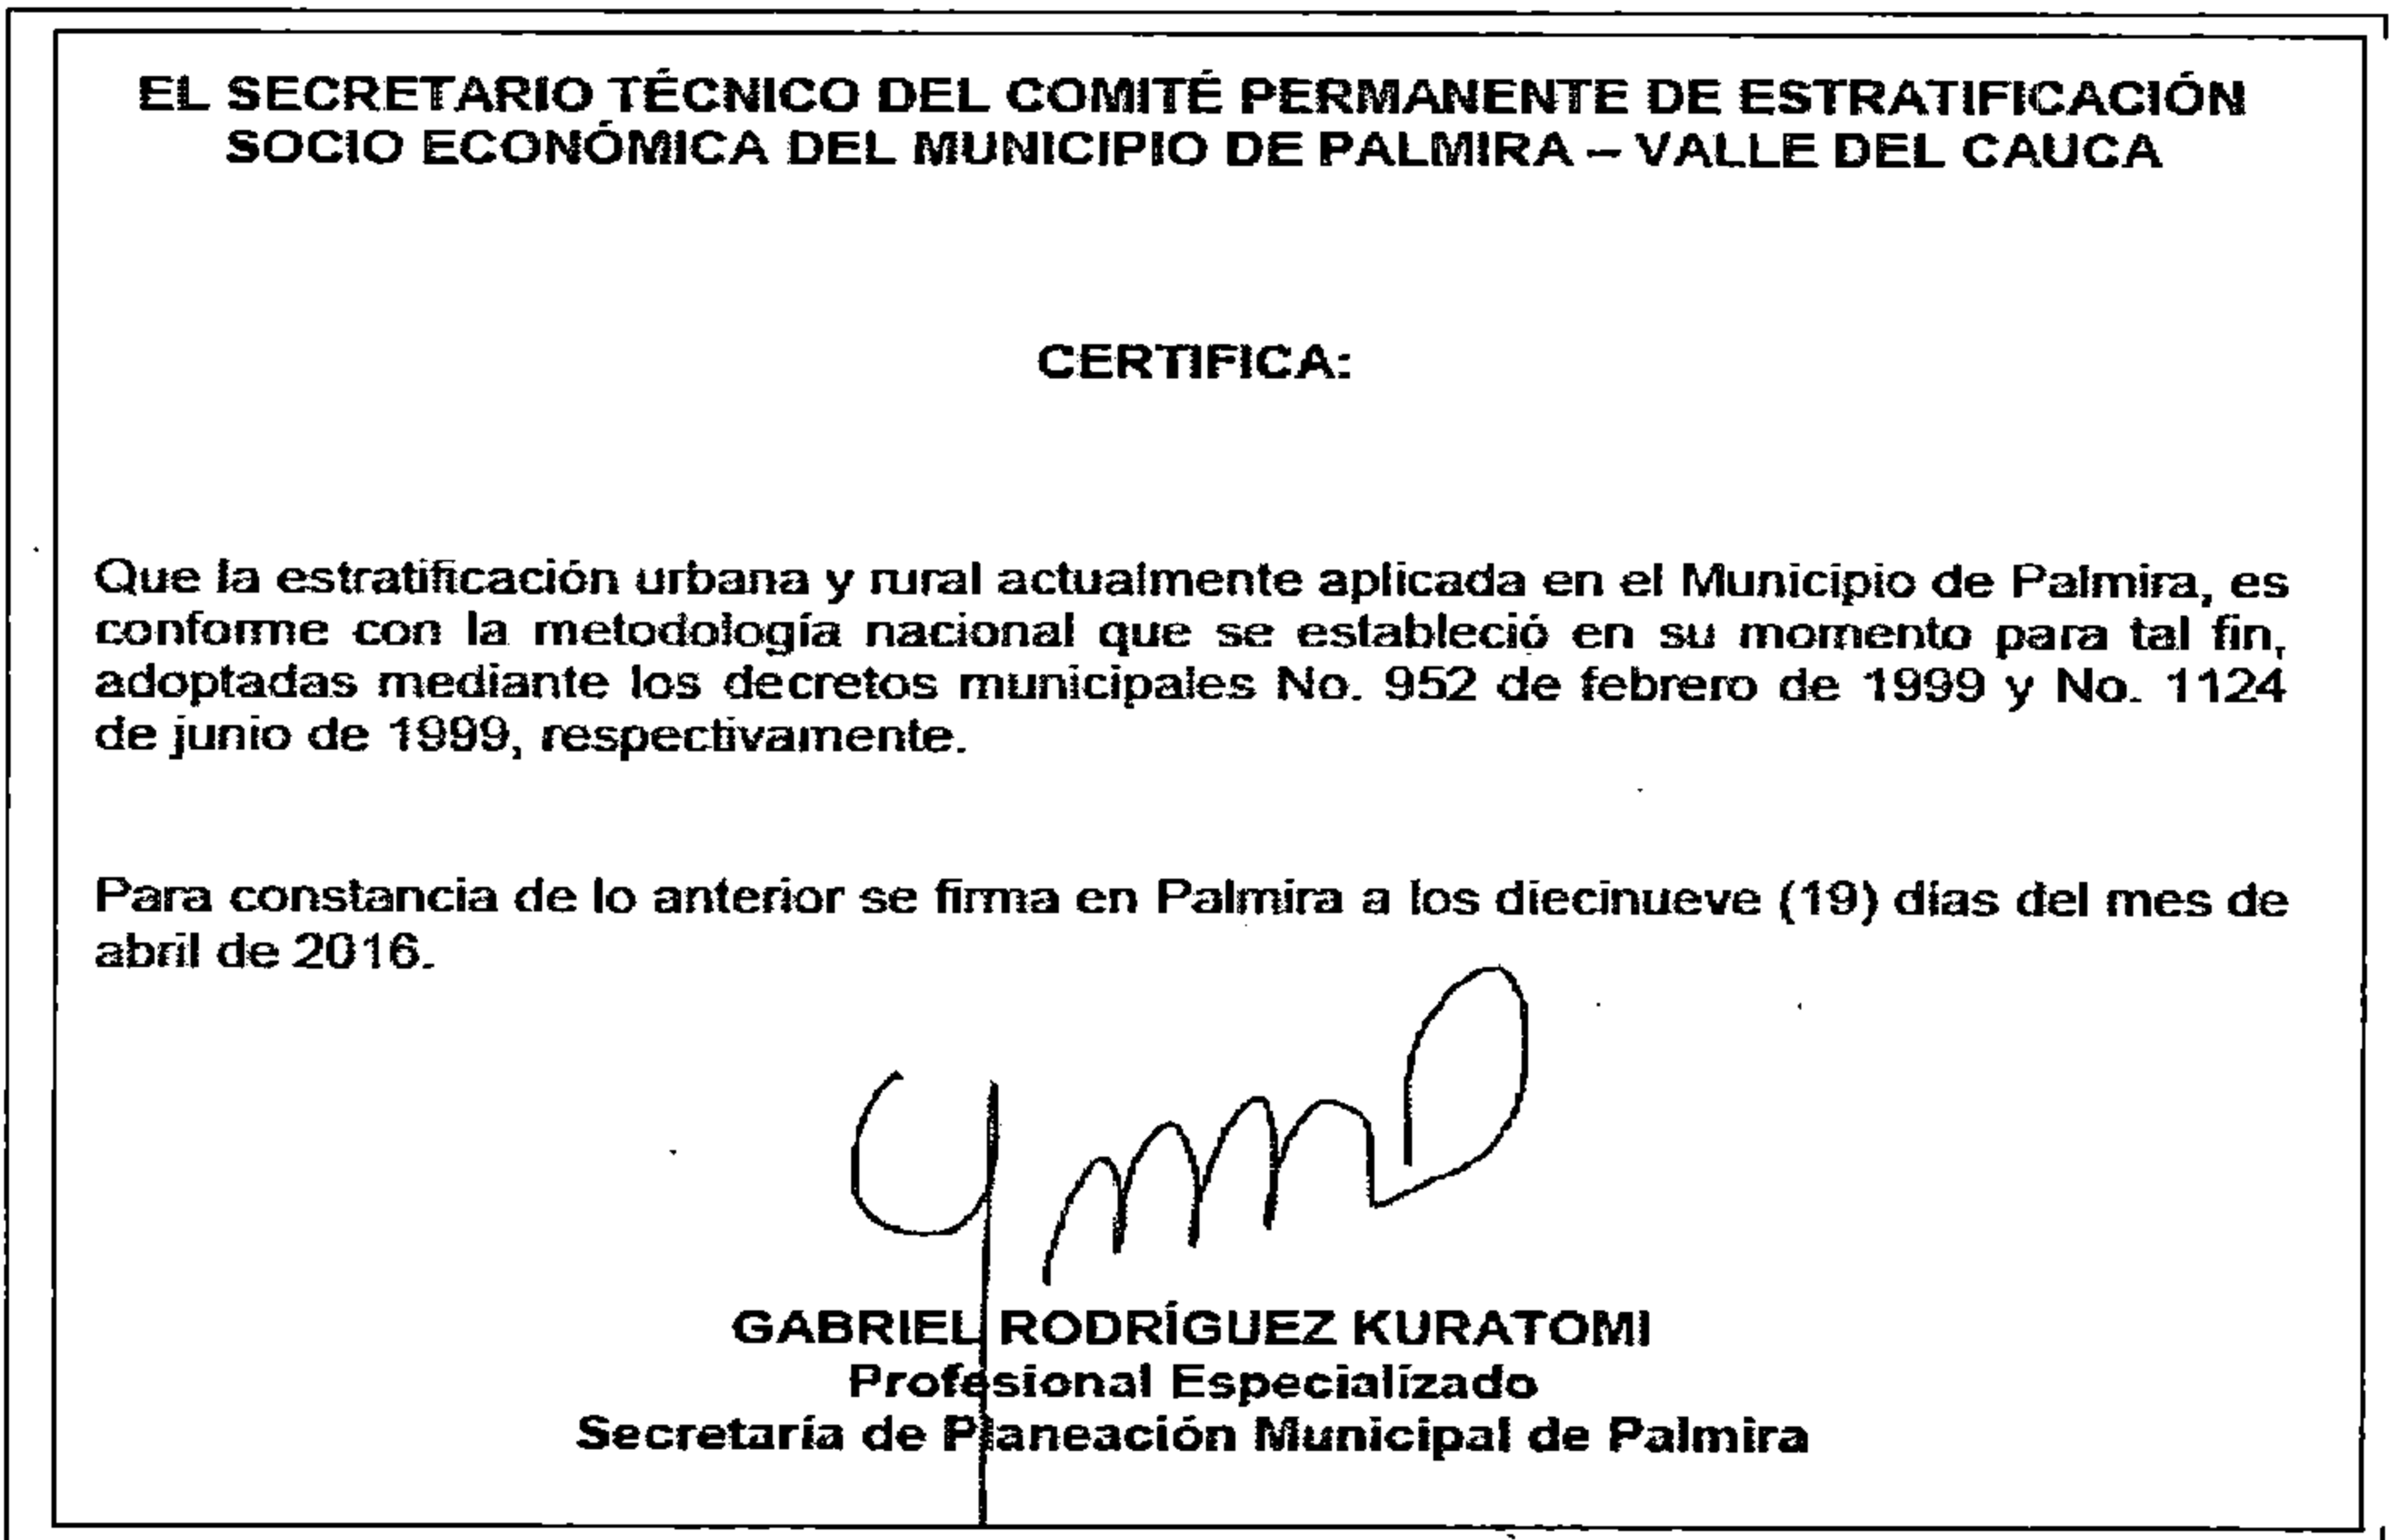 EL SECRETARIO TÉCNICO DEL COMITÉ PERMANENTE DE ESTRATIFICACIÓN
SOCIO ECONÓMICA DEL MUNICIPIO DE PALMIRA – VALLE DEL CAUCA
CERTIFICA:
Que la estratificación urbana y rural actualmente aplicada en el Municipio de Palmira, es
conforme con la metodología nacional que se estableció en su momento para tal fin,
adoptadas mediante los decretos municipales No. 952 de febrero de 1999 y No. 1124
de junio de 1999, respectivamente.
Para constancia de lo anterior se firma en Palmira a los diecinueve (19) días del mes de
abril de 2016.
GABRIEL RODRÍGUEZ KURATOMI
Profesional Especializado
Secretaría de Planeación Municipal de Palmira